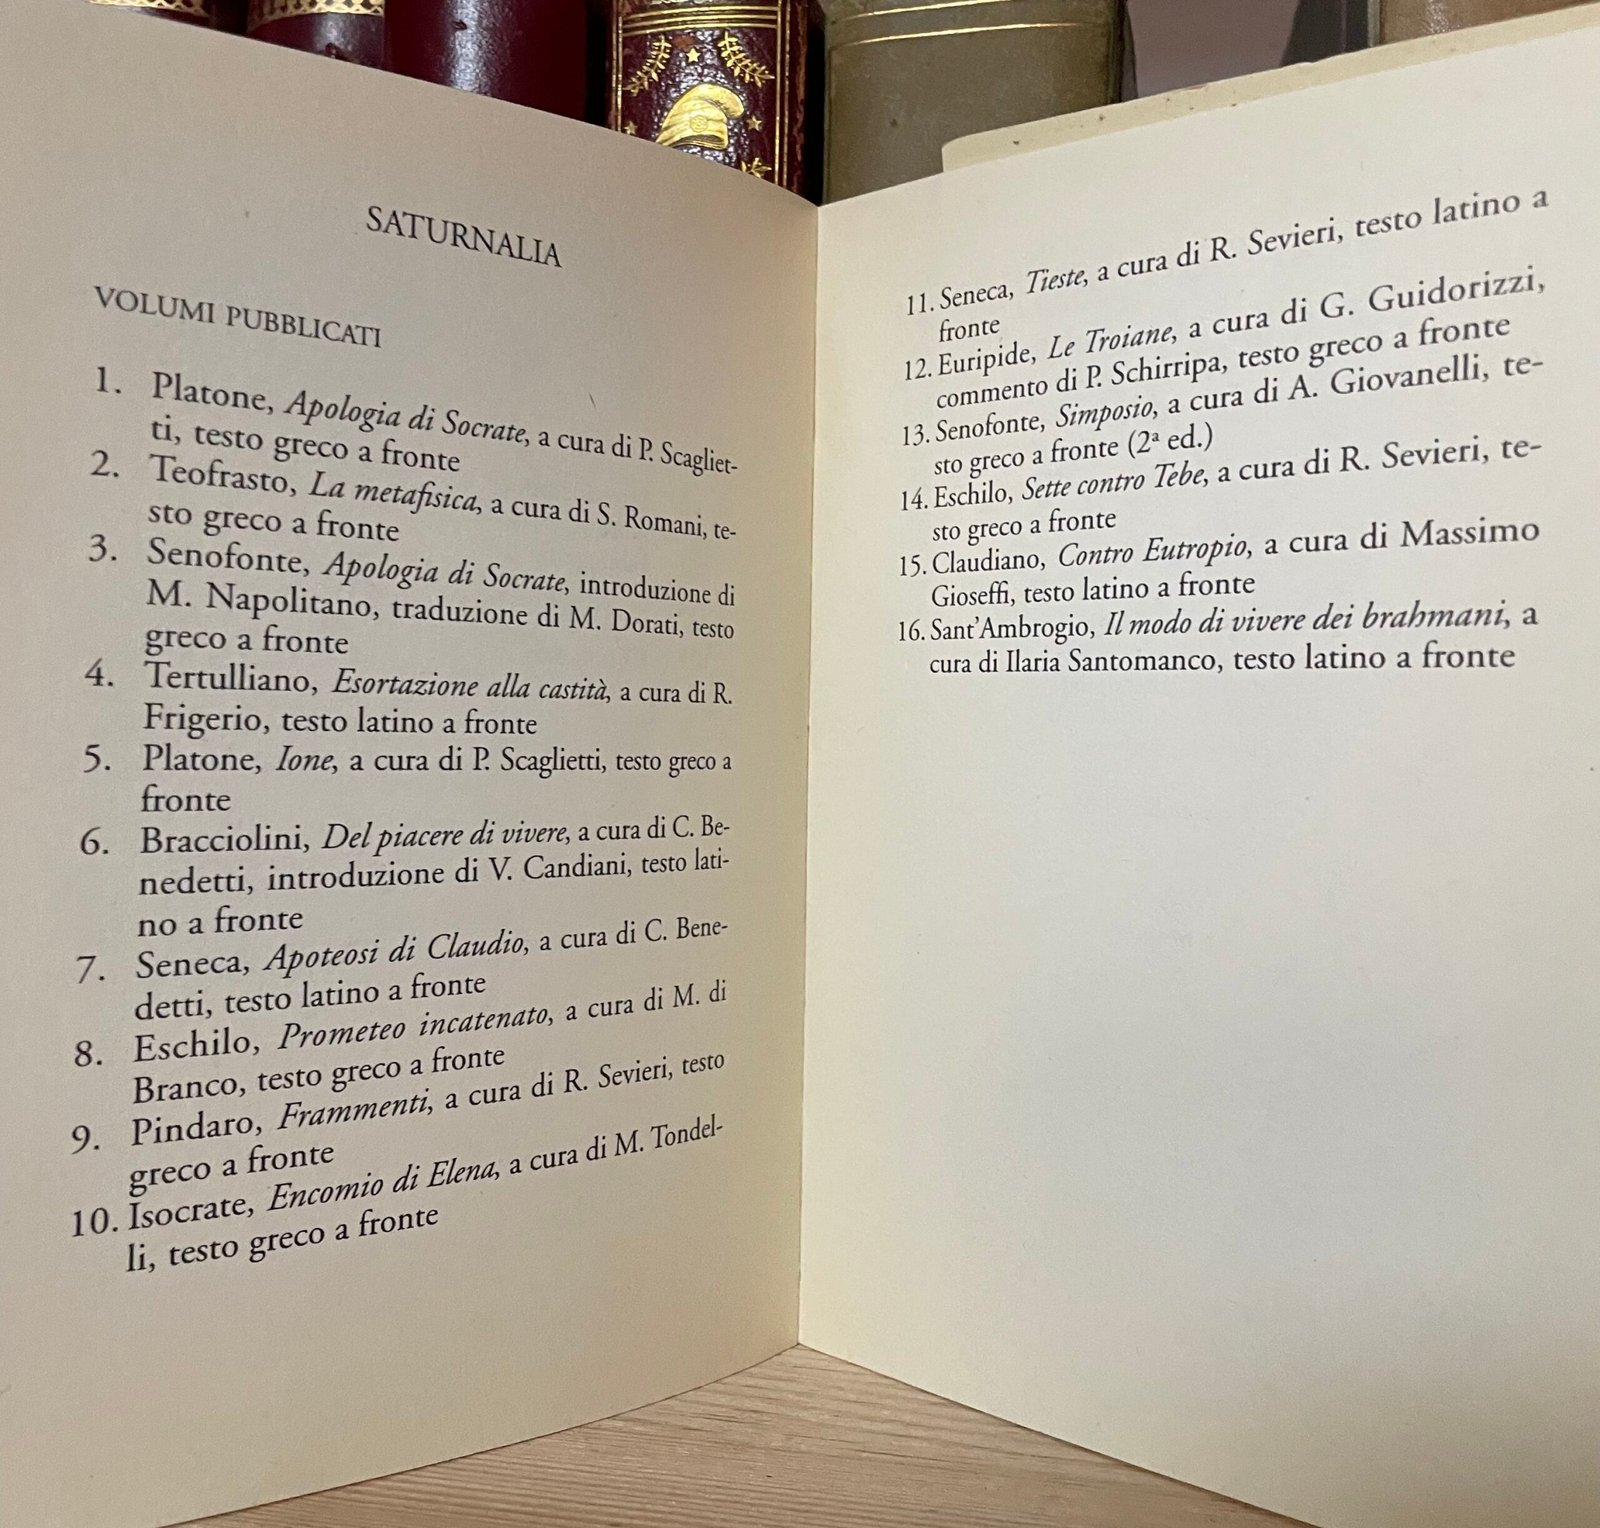 SATURNALIA
VOLUMI PUBBLICATI
1. Platone, Apologia di Socrate, a cura di P. Scagliet-
ti, testo greco a fronte
2. Teofrasto, La metafisica, a cura di S. Romani, te-
sto greco a fronte
3. Senofonte, Apologia di Socrate, introduzione di
M. Napolitano, traduzione di M. Dorati, testo
greco a fronte
4. Tertulliano, Esortazione alla castità, a cura di R.
Frigerio, testo latino a fronte
5. Platone, Ione, a cura di P. Scaglietti, testo greco a
fronte
6. Bracciolini, Del piacere di vivere, a cura di C. Be-
nedetti, introduzione di V. Candiani, testo lati-
no a fronte
7. Seneca, Apoteosi di Claudio, a cura di C. Bene-
detti, testo latino a fronte
8. Eschilo, Prometeo incatenato, a cura di M. di
Branco, testo greco a fronte
9. Pindaro, Frammenti, a cura di R. Sevieri, testo
greco a fronte
10. Isocrate, Encomio di Elena, a cura di M. Tondel-
li, testo greco a fronte
11. Seneca, Tieste, a cura di R. Sevieri, testo latino a
fronte
12. Euripide, Le Troiane, a cura di G. Guidorizzi,
commento di P. Schirripa, testo greco a fronte
13. Senofonte, Simposio, a cura di A. Giovanelli, te-
sto greco a fronte (2ª ed.)
14. Eschilo, Sette contro Tebe, a cura di R. Sevieri, te-
sto greco a fronte
15. Claudiano, Contro Eutropio, a cura di Massimo
Gioseffi, testo latino a fronte
16. Sant'Ambrogio, Il modo di vivere dei brahmani, a
cura di Ilaria Santomanco, testo latino a fronte